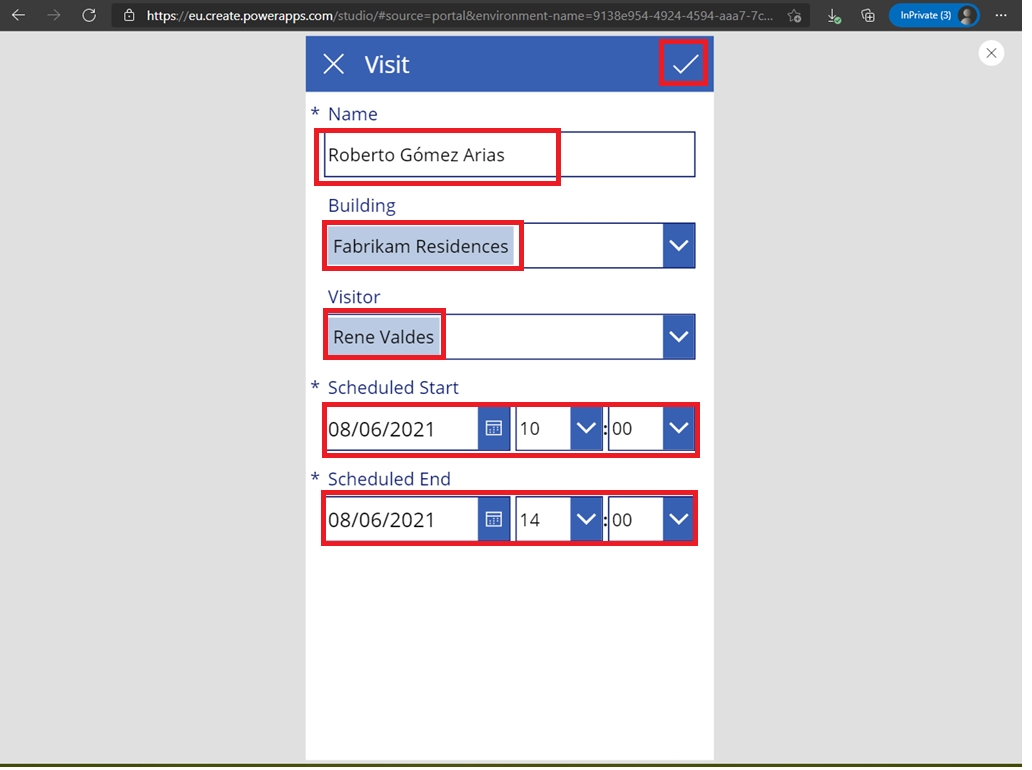 https://eu.create.powerapps.com/studio/#source=portal&environment-name=9138e954-4924-4594-aaa7-7c...
InPrivate (3)
Visit
* Name
Roberto Gómez Arias
Building
Fabrikam Residences
Visitor
Rene Valdes
* Scheduled Start
08/06/2021 10 : 00
* Scheduled End
08/06/2021 14 : 00